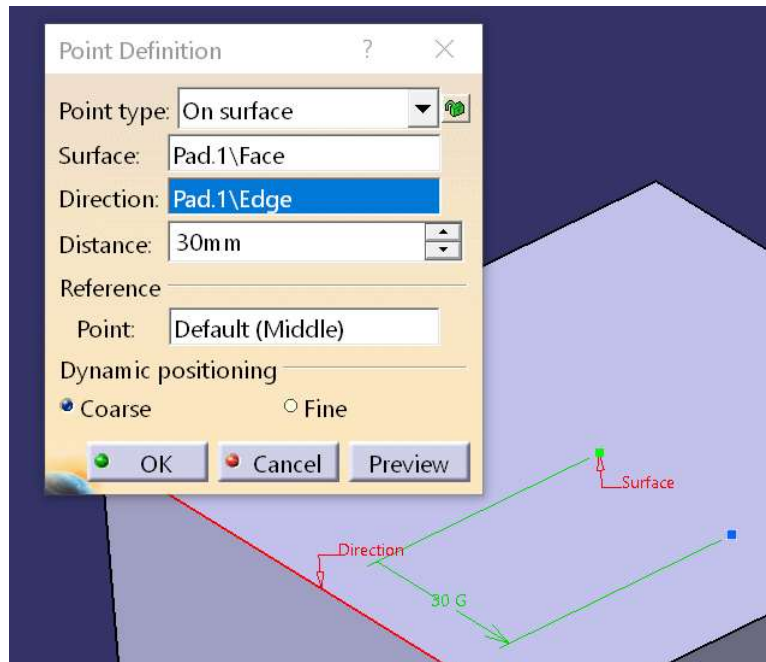 Point Definition ? ×
Point type: On surface
Surface: Pad.1\Face
Direction: Pad.1\Edge
Distance: 30mm
Reference
Point: Default (Middle)
Dynamic positioning
Coarse Fine
OK Cancel Preview
Surface
Direction
30 G